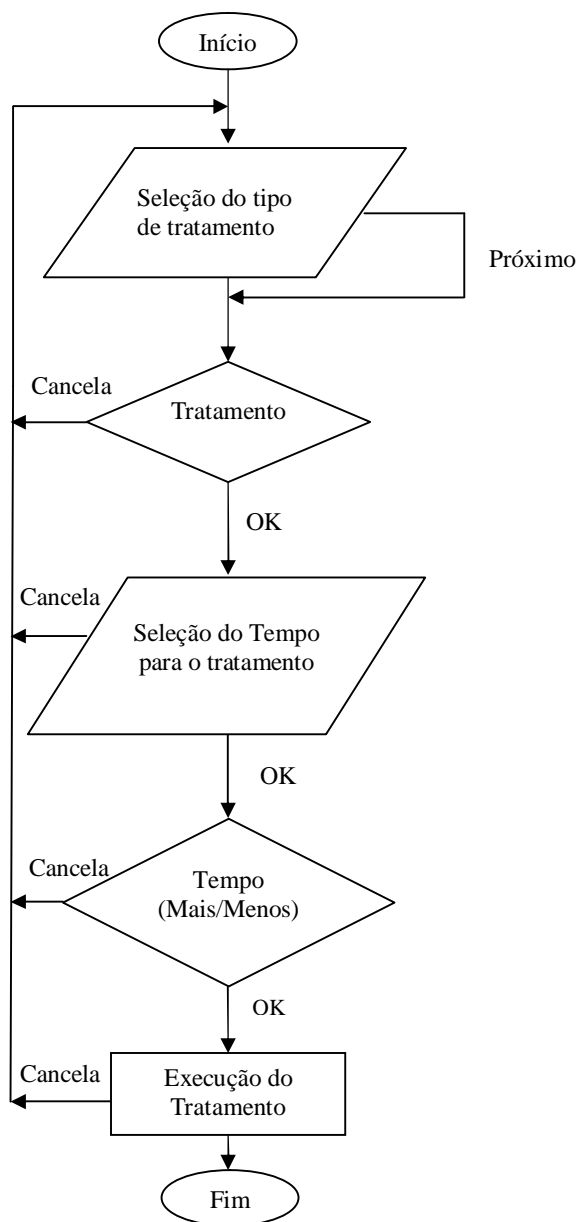 Início
Seleção do tipo
de tratamento
Próximo
Cancela
Tratamento
OK
Cancela
Seleção do Tempo
para o tratamento
OK
Cancela
Tempo
(Mais/Menos)
OK
Cancela
Execução do
Tratamento
Fim